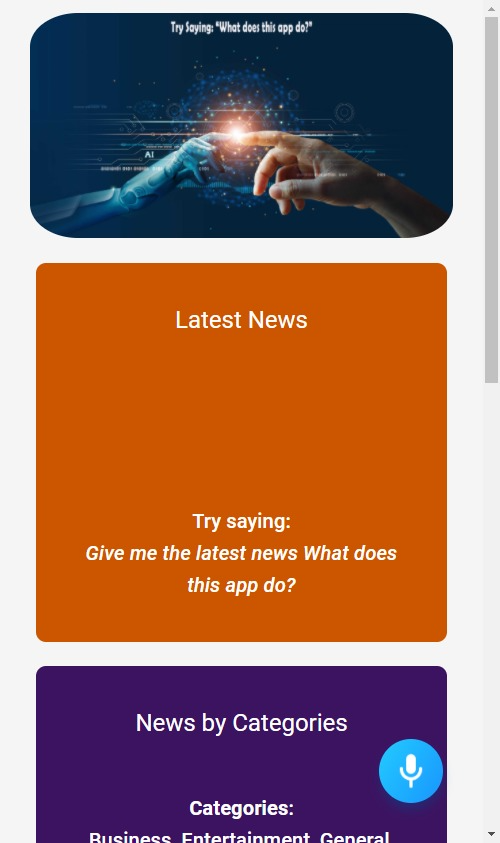 Try Saying: "What does this app do?"
AI
Latest News
Try saying:
Give me the latest news What does
this app do?
News by Categories
Categories:
Business, Entertainment, General,